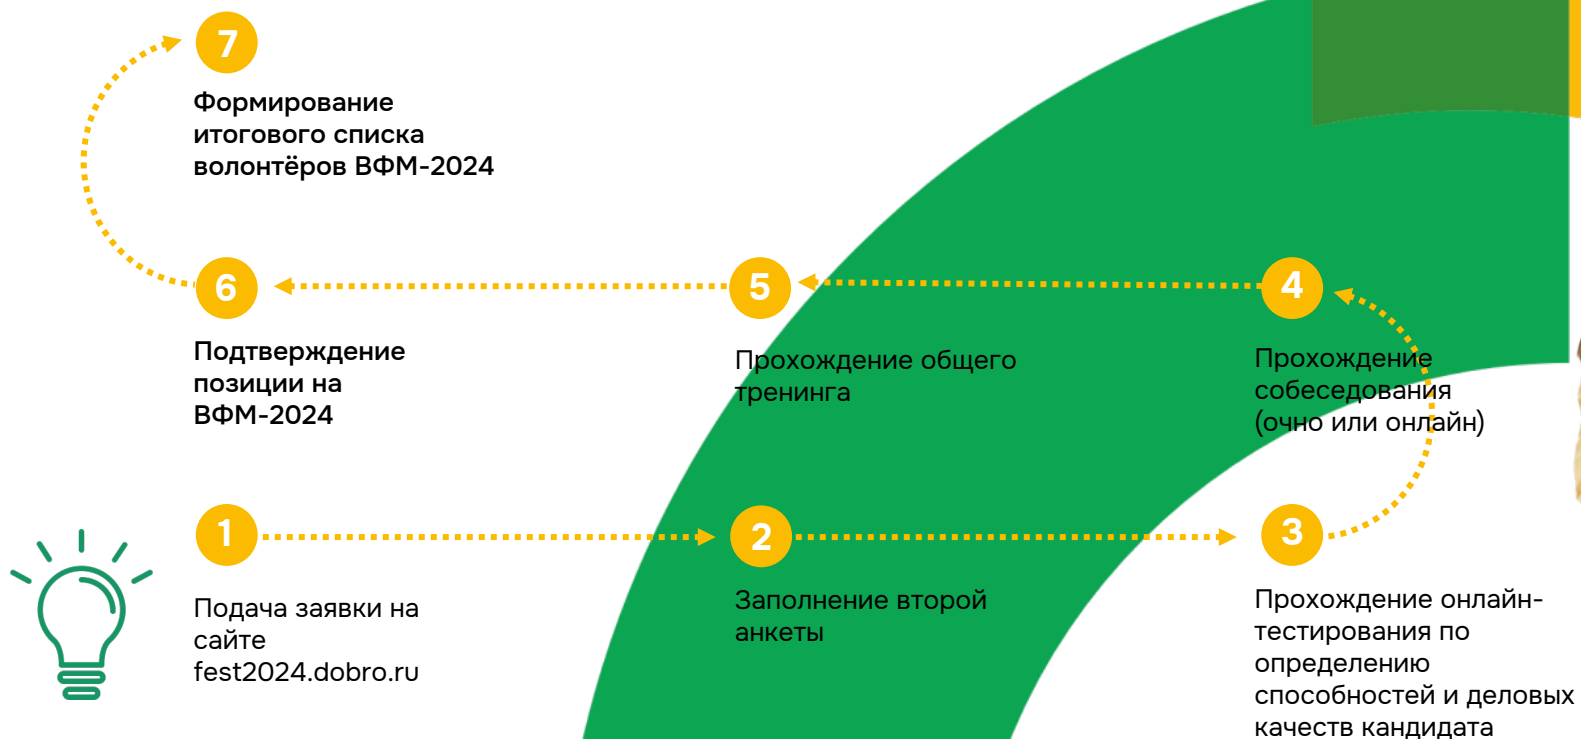 7
Формирование
итогового списка
волонтёров ВФМ-2024
6
5
4
Подтверждение
позиции на
ВФМ-2024
Прохождение общего
тренинга
Прохождение
собеседования
(очно или онлайн)
1
2
3
Подача заявки на
сайте
fest2024.dobro.ru
Заполнение второй
анкеты
Прохождение онлайн-
тестирования по
определению
способностей и деловых
качеств кандидата